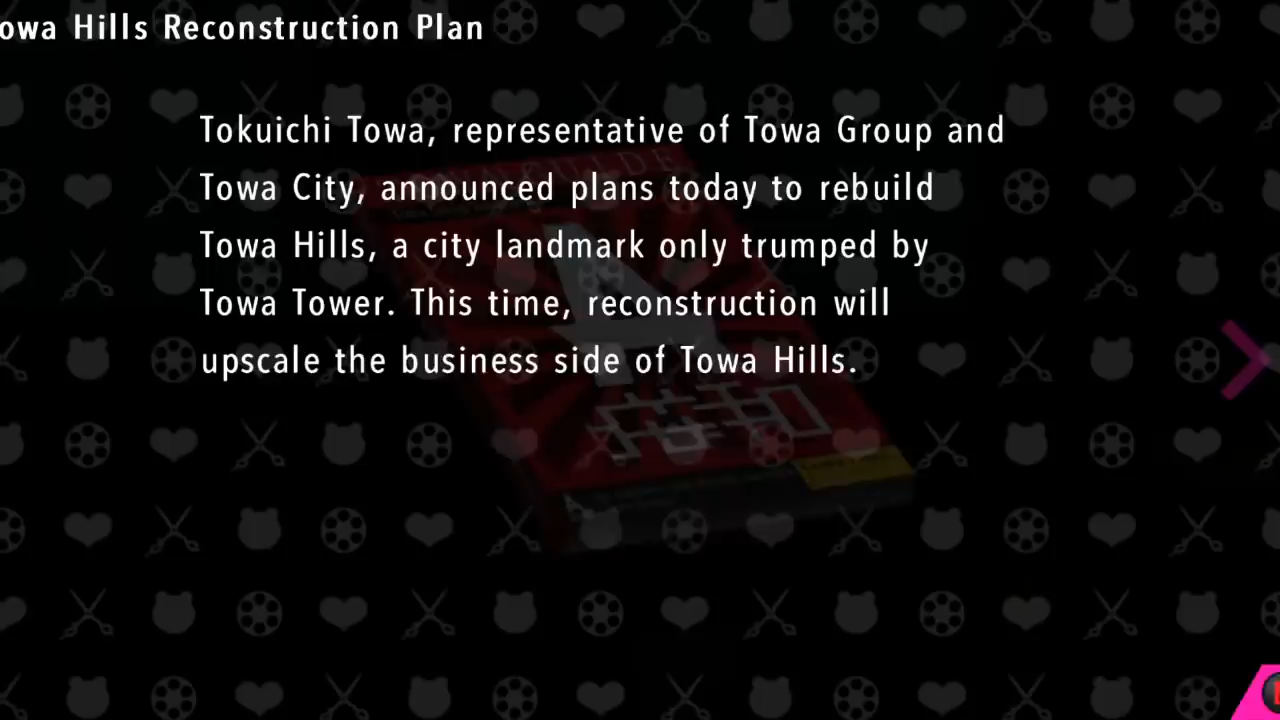 owa Hills Reconstruction Plan
Tokuichi Towa, representative of Towa Group and
Towa City, announced plans today to rebuild
Towa Hills, a city landmark only trumped by
Towa Tower. This time, reconstruction will
upscale the business side of Towa Hills.